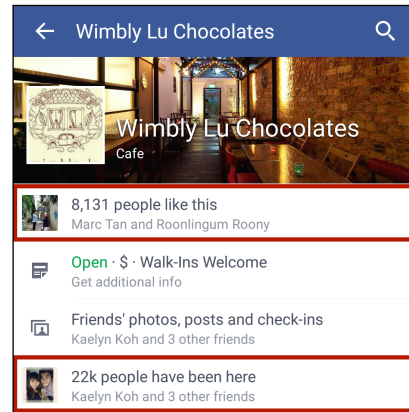 Wimbly Lu Chocolates
Wimbly Lu Chocolates
Cafe
8,131 people like this
Marc Tan and Roonlingum Roony
Open · $ · Walk-Ins Welcome
Get additional info
Friends' photos, posts and check-ins
Kaelyn Koh and 3 other friends
22k people have been here
Kaelyn Koh and 3 other friends